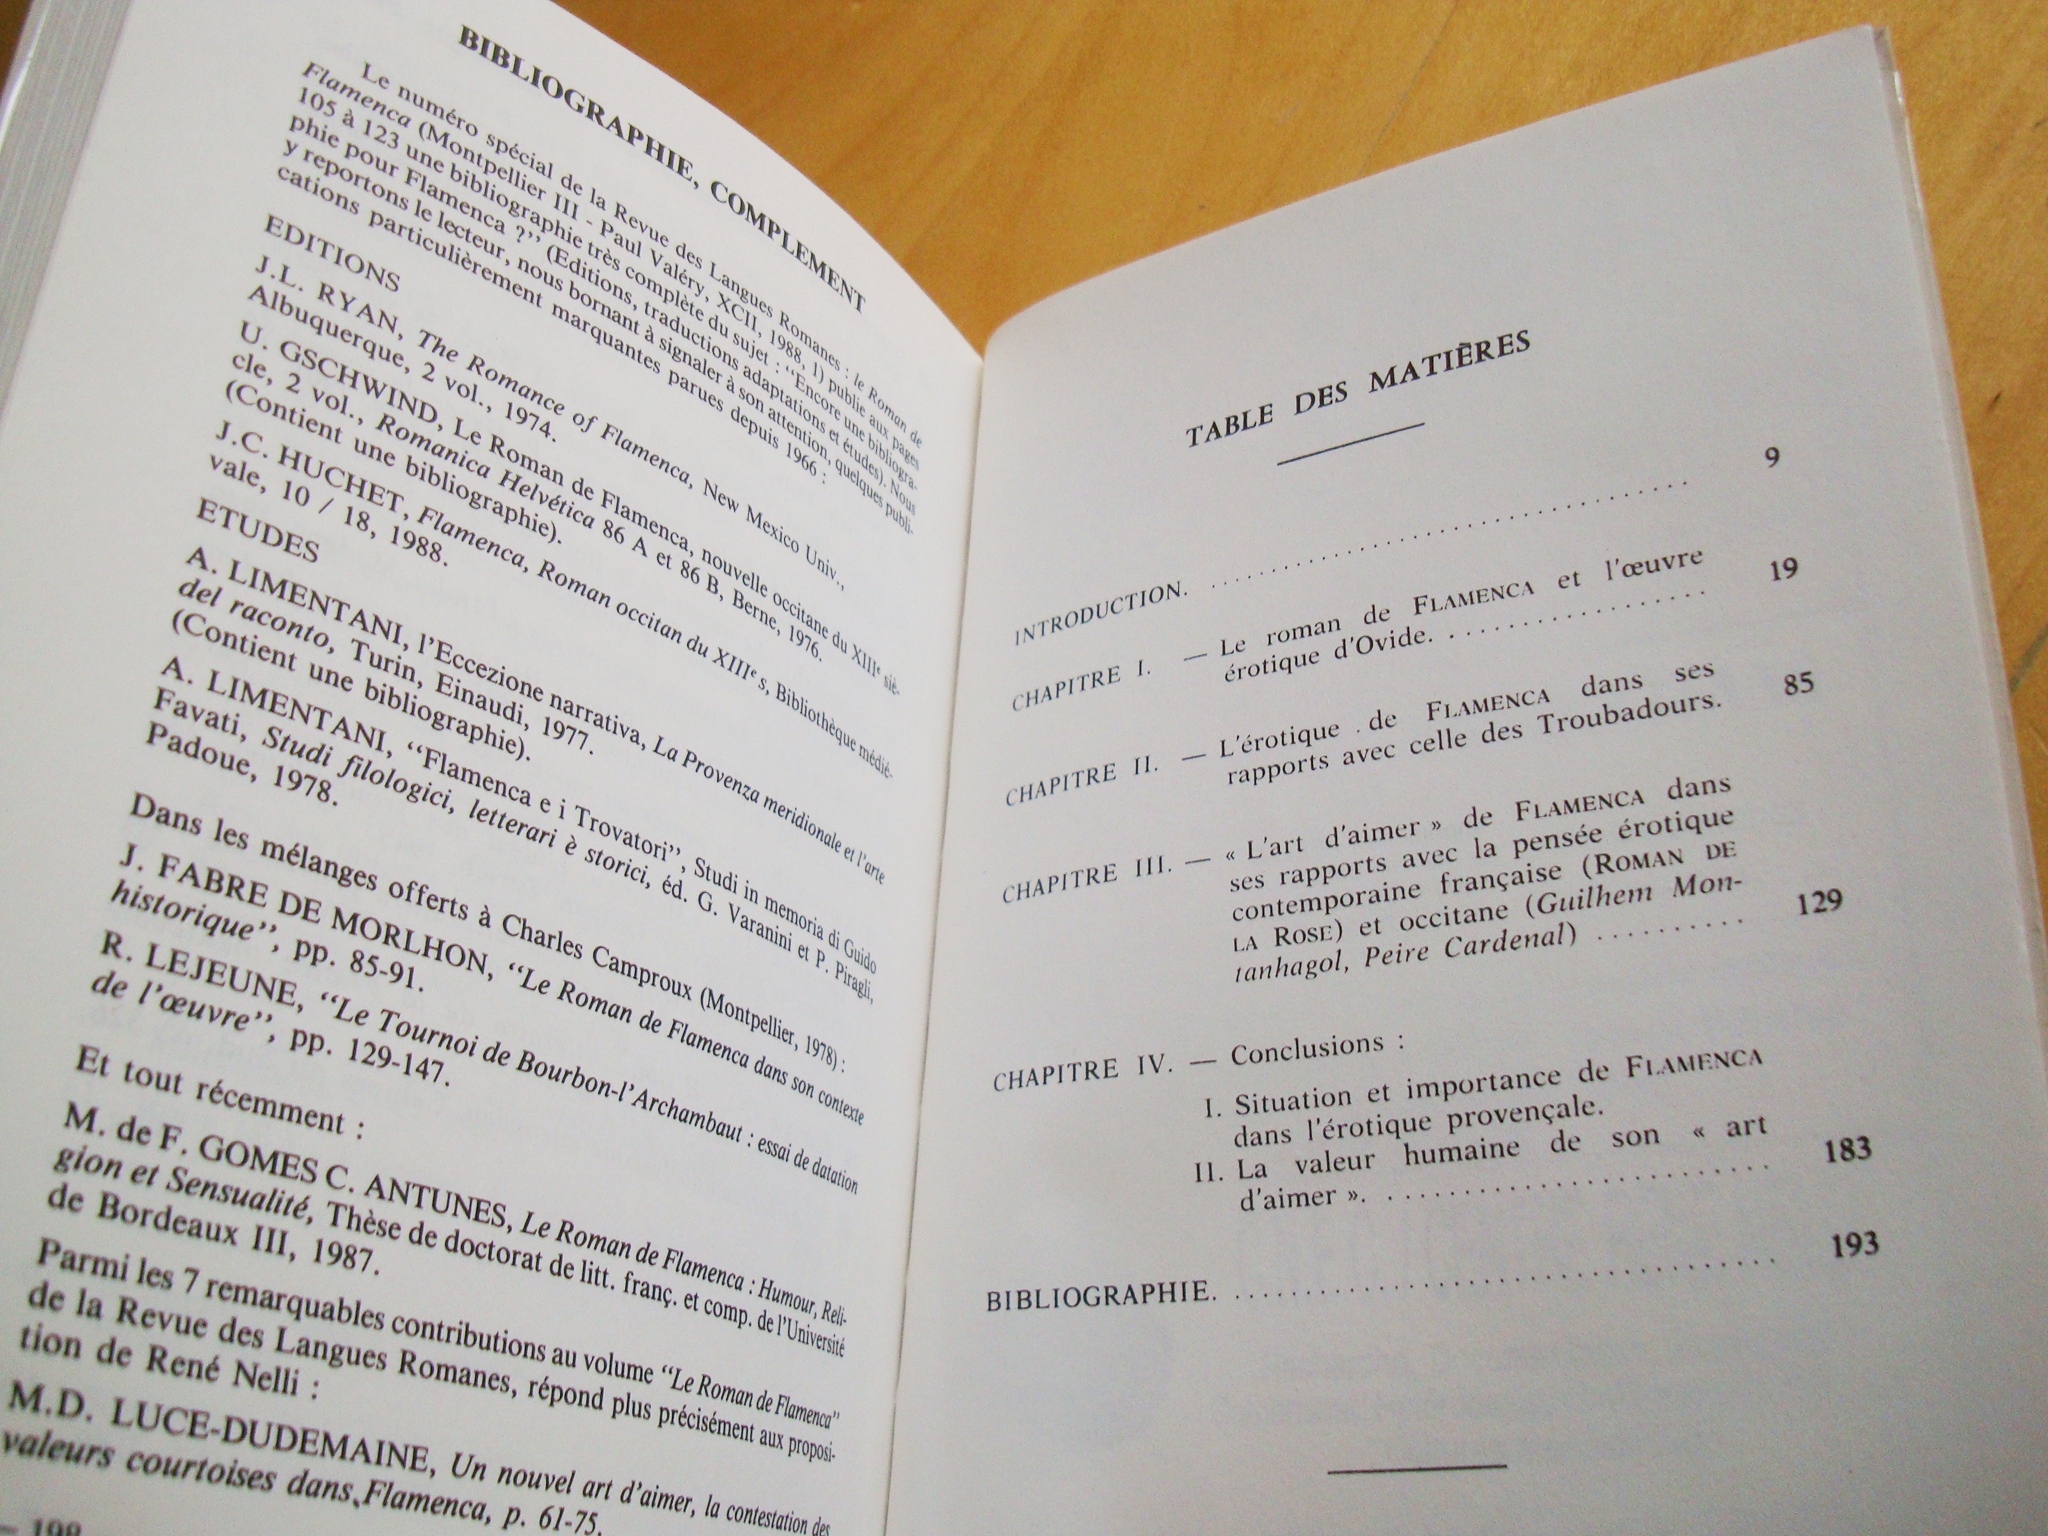 BIBLIOGRAPHIE, COMPLEMENT
Le numéro spécial de la Revue des Langues Romanes : le Roman de
Flamenca (Montpellier III - Paul Valéry, XCII, 1988, 1) publie aux pages
105 à 123 une bibliographie très complète du sujet : “Encore une bibliogra-
phie pour Flamenca ?” (Editions, traductions adaptations et études). Nous
y reportons le lecteur, nous bornant à signaler à son attention, quelques publi-
cations particulièrement marquantes parues depuis 1966 :
EDITIONS
J.L. RYAN, The Romance of Flamenca, New Mexico Univ.,
Albuquerque, 2 vol., 1974.
U. GSCHWIND, Le Roman de Flamenca, nouvelle occitane du XIIIe siè-
cle, 2 vol., Romanica Helvética 86 A et 86 B, Berne, 1976.
(Contient une bibliographie).
J.C. HUCHET, Flamenca, Roman occitan du XIIIe s, Bibliothèque médié-
vale, 10 / 18, 1988.
ETUDES
A. LIMENTANI, l'Eccezione narrativa, La Provenza meridionale et l'arte
del raconto, Turin, Einaudi, 1977.
(Contient une bibliographie).
A. LIMENTANI, “Flamenca e i Trovatori”, Studi in memoria di Guido
Favati, Studi filologici, letterari è storici, éd. G. Varanini et P. Piragli,
Padoue, 1978.
Dans les mélanges offerts à Charles Camproux (Montpellier, 1978) :
J. FABRE DE MORLHON, “Le Roman de Flamenca dans son contexte
historique”, pp. 85-91.
R. LEJEUNE, “Le Tournoi de Bourbon-l'Archambaut : essai de datation
de l'œuvre”, pp. 129-147.
Et tout récemment :
M. de F. GOMES C. ANTUNES, Le Roman de Flamenca : Humour, Reli-
gion et Sensualité, Thèse de doctorat de litt. franç. et comp. de l'Université
de Bordeaux III, 1987.
Parmi les 7 remarquables contributions au volume “Le Roman de Flamenca”
de la Revue des Langues Romanes, répond plus précisément aux proposi-
tion de René Nelli :
M.D. LUCE-DUDEMAINE, Un nouvel art d'aimer, la contestation des
valeurs courtoises dans Flamenca, p. 61-75.
— 198
TABLE DES MATIÈRES
INTRODUCTION. .......... 9
CHAPITRE I. — Le roman de FLAMENCA et l'œuvre
érotique d'Ovide. .......... 19
CHAPITRE II. — L'érotique de FLAMENCA dans ses
rapports avec celle des Troubadours. 85
CHAPITRE III. — « L'art d'aimer » de FLAMENCA dans
ses rapports avec la pensée érotique
contemporaine française (ROMAN DE
LA ROSE) et occitane (Guilhem Mon-
tanhagol, Peire Cardenal) .......... 129
CHAPITRE IV. — Conclusions :
I. Situation et importance de FLAMENCA
dans l'érotique provençale.
II. La valeur humaine de son « art
d'aimer ». .......... 183
BIBLIOGRAPHIE. .......... 193